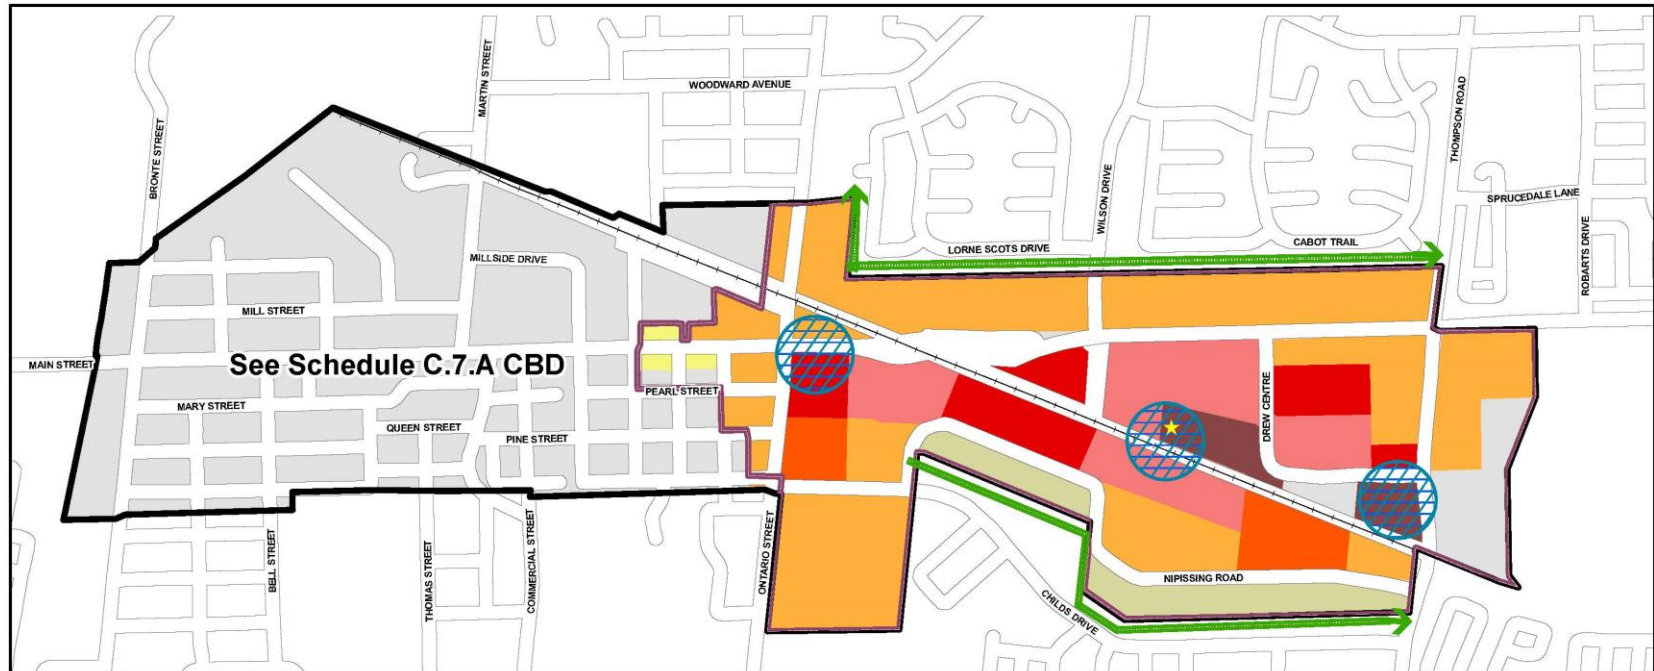 WOODWARD AVENUE
MARTIN STREET
BRONTE STREET
THOMPSON ROAD
SPRUCEDALE LANE
WILSON DRIVE
ROBARTS DRIVE
LORNE SCOTS DRIVE
CABOT TRAIL
MILLSIDE DRIVE
MILL STREET
MAIN STREET
See Schedule C.7.A CBD
PEARL STREET
MARY STREET
QUEEN STREET
PINE STREET
DREW CENTRE
BELL STREET
THOMAS STREET
COMMERCIAL STREET
ONTARIO STREET
NIPISSING ROAD
CHILDS DRIVE